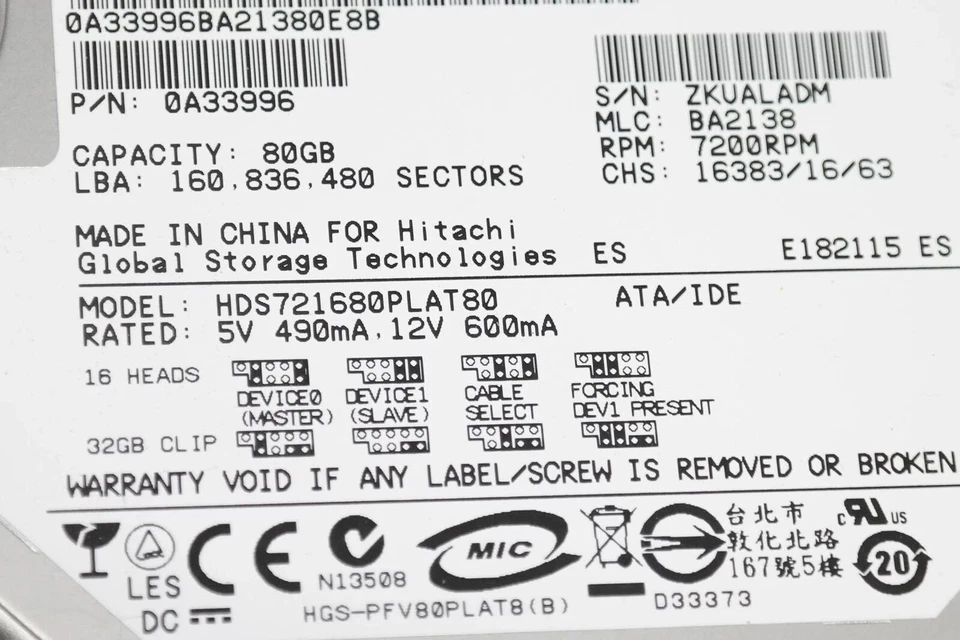 0A33996BA21380E8B
P/N: 0A33996
S/N: ZKUALADM
MLC: BA2138
RPM: 7200RPM
CHS: 16383/16/63
CAPACITY: 80GB
LBA: 160,836,480 SECTORS
MADE IN CHINA FOR Hitachi
Global Storage Technologies ES E182115 ES
MODEL: HDS721680PLAT80 ATA/IDE
RATED: 5V 490mA,12V 600mA
16 HEADS
DEVICE0 (MASTER)
DEVICE1 (SLAVE)
CABLE SELECT
FORCING DEV1 PRESENT
32GB CLIP
WARRANTY VOID IF ANY LABEL/SCREW IS REMOVED OR BROKEN
LES
DC
CE
N13508
MIC
台北市
敦化北路
167號5樓
c RU US
20
HGS-PFV80PLAT8(B)
D33373